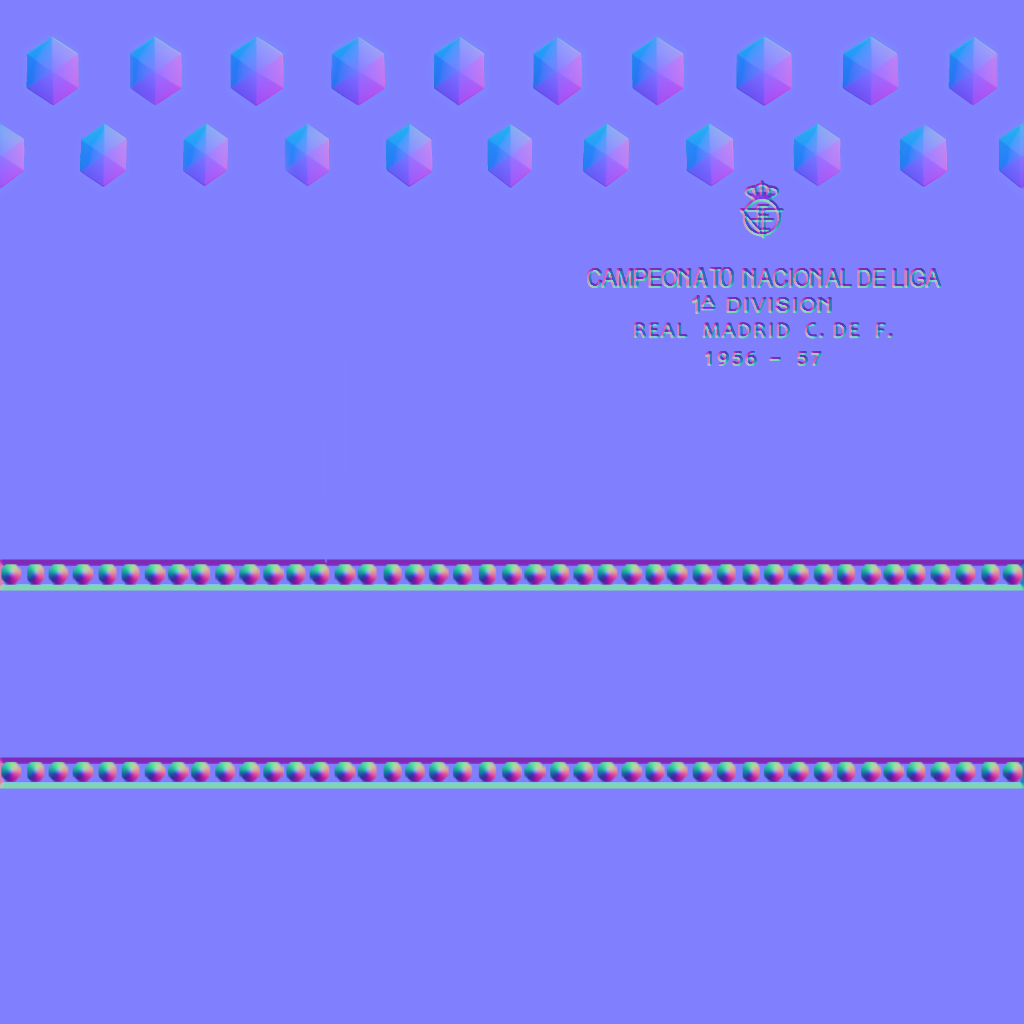 CAMPEONATO NACIONAL DE LIGA
1ª DIVISION
REAL MADRID C. DE F.
1956 - 57